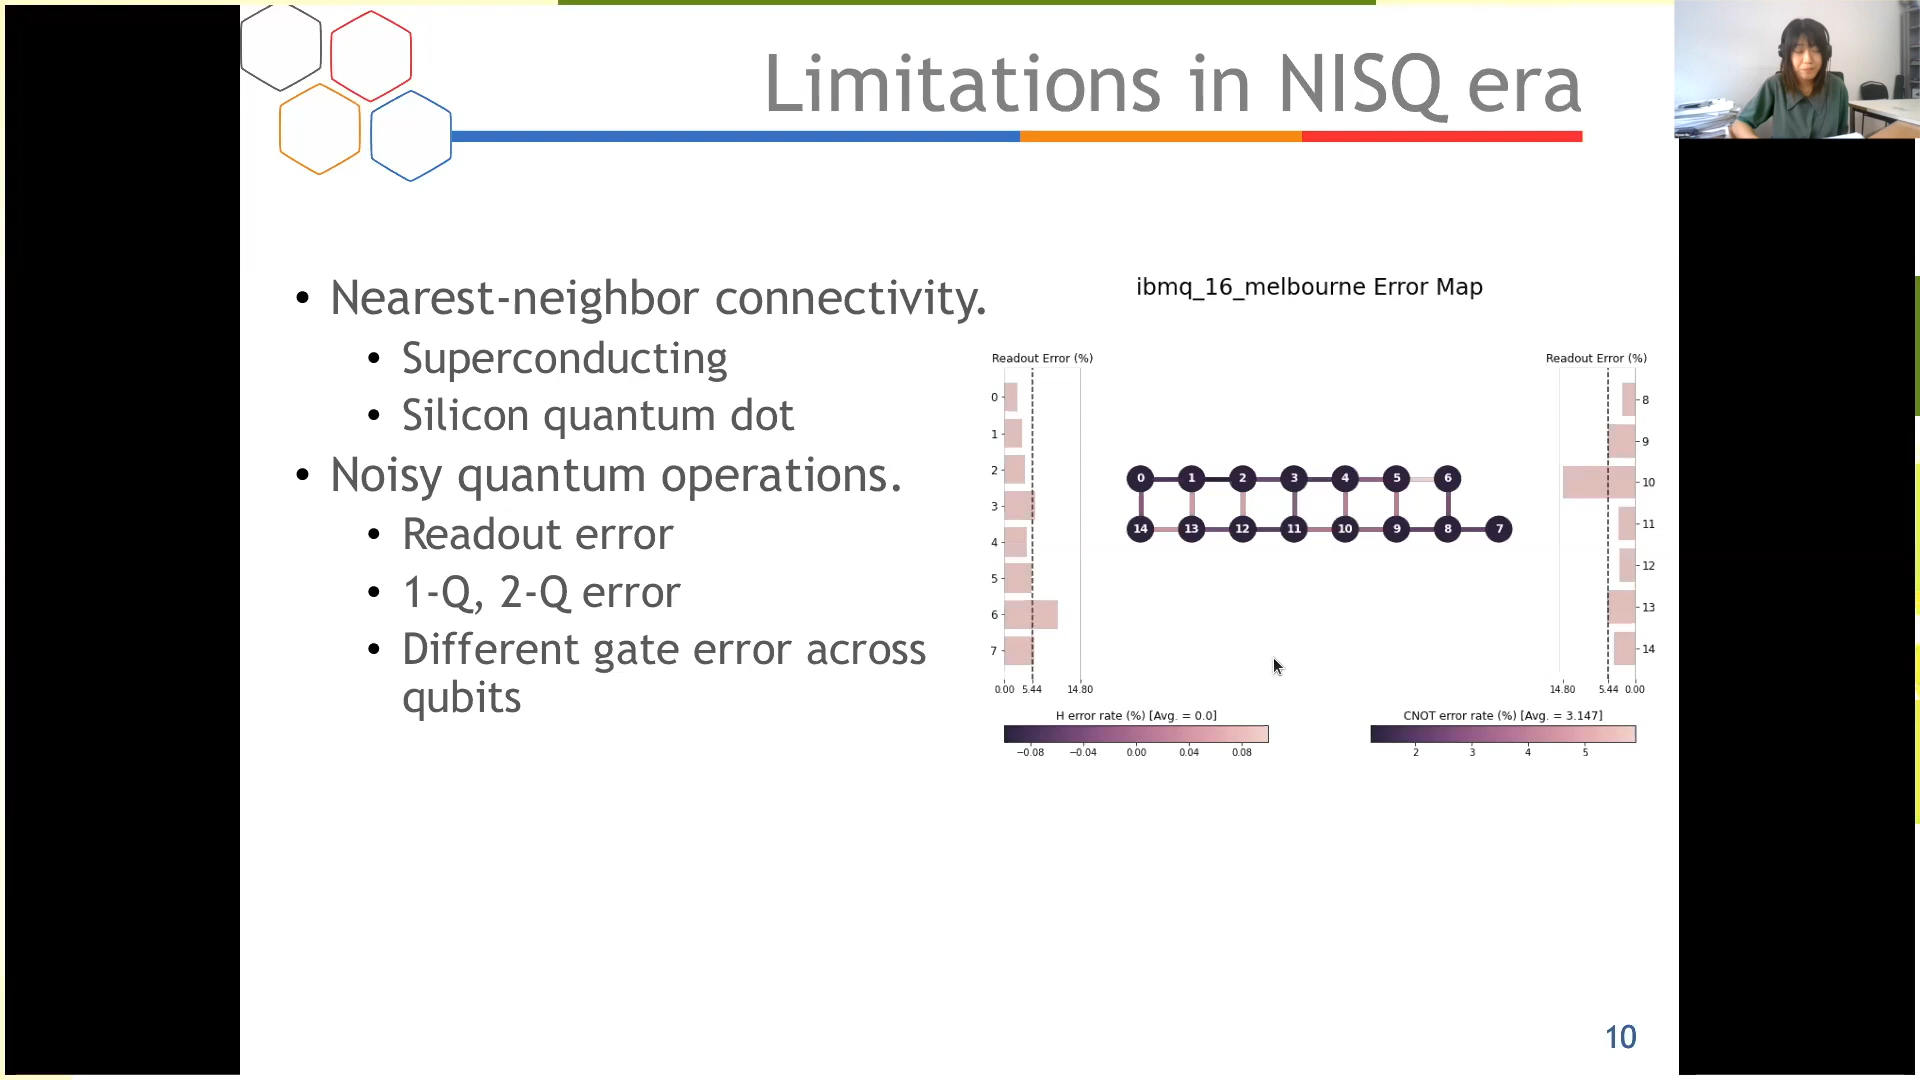 Limitations in NISQ era
• Nearest-neighbor connectivity.
• Superconducting
• Silicon quantum dot
• Noisy quantum operations.
• Readout error
• 1-Q, 2-Q error
• Different gate error across
qubits
ibmq_16_melbourne Error Map
Readout Error (%)
0
1
2
3
4
5
6
7
0.00 5.44 14.80
0 1 2 3 4 5 6
14 13 12 11 10 9 8 7
Readout Error (%)
8
9
10
11
12
13
14
14.80 5.44 0.00
H error rate (%) [Avg. = 0.0]
−0.08 −0.04 0.00 0.04 0.08
CNOT error rate (%) [Avg. = 3.147]
2 3 4 5
10